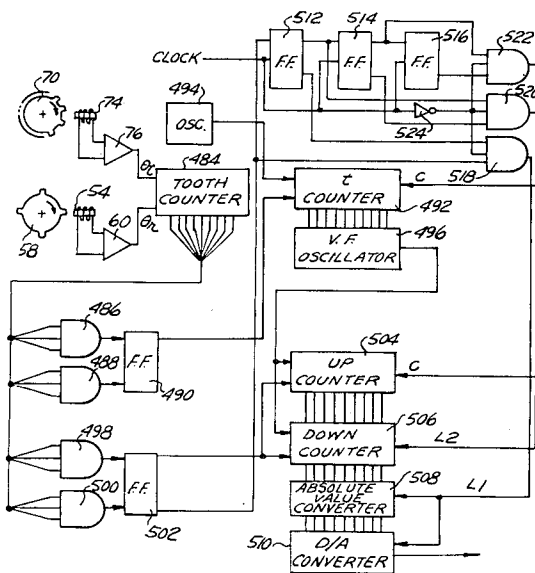 512
514
516
F.F.
F.F.
F.F.
522
CLOCK
70
74
494
OSC.
520
76
θr
484
TOOTH
COUNTER
524
518
54
58
60
θn
t
COUNTER
C
492
V.F.
OSCILLATOR
496
486
488
F.F.
490
504
UP
COUNTER
C
506
DOWN
COUNTER
L2
498
500
F.F.
502
508
ABSOLUTE
VALUE
CONVERTER
L1
510
D/A
CONVERTER